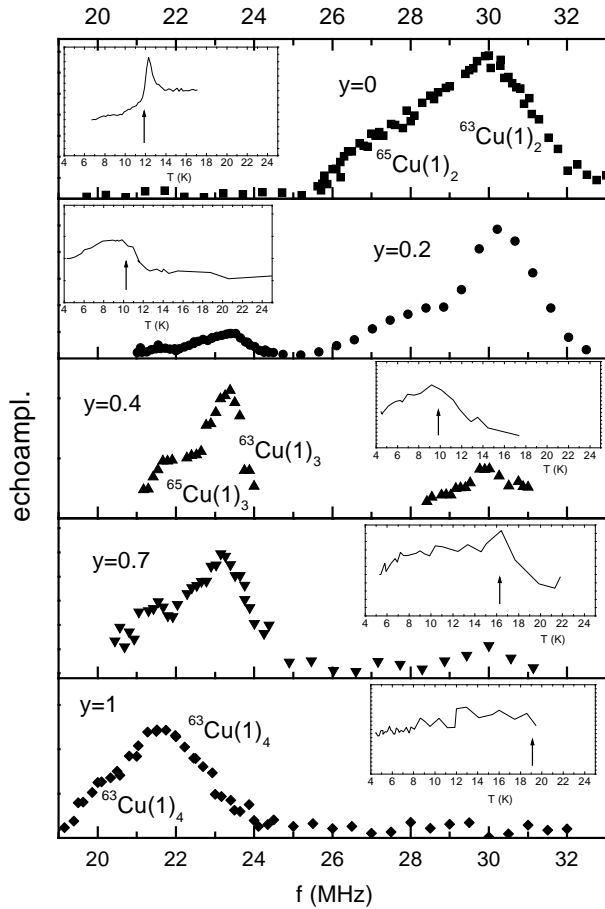 20 22 24 26 28 30 32
y=0
4 6 8 10 12 14 16 18 20 22 24
T (K)
⁶⁵Cu(1)₂
⁶³Cu(1)₂
y=0.2
4 6 8 10 12 14 16 18 20 22 24
T (K)
y=0.4
4 6 8 10 12 14 16 18 20 22 24
T (K)
⁶³Cu(1)₃
⁶⁵Cu(1)₃
y=0.7
4 6 8 10 12 14 16 18 20 22 24
T (K)
y=1
4 6 8 10 12 14 16 18 20 22 24
T (K)
⁶³Cu(1)₄
⁶³Cu(1)₄
echoampl.
20 22 24 26 28 30 32
f (MHz)